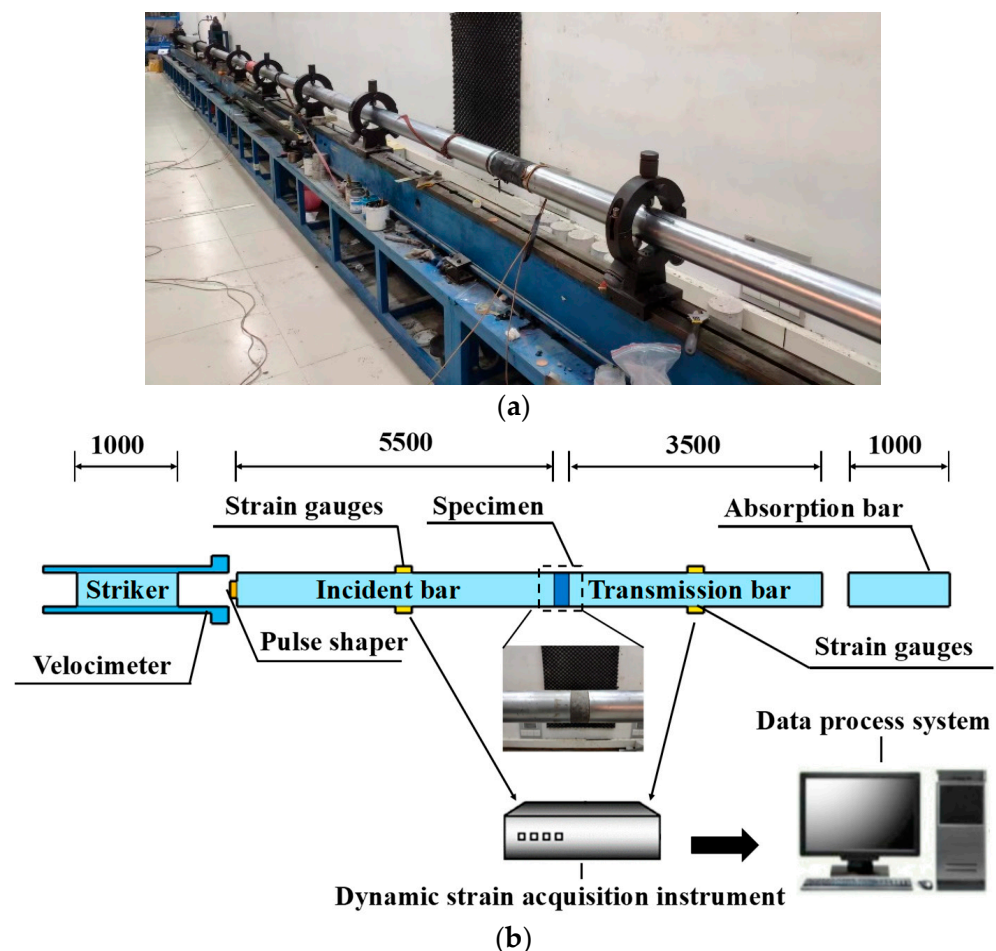 (a)
1000
5500
3500
1000
Strain gauges
Specimen
Absorption bar
Striker
Incident bar
Transmission bar
Pulse shaper
Strain gauges
Velocimeter
Data process system
Dynamic strain acquisition instrument
(b)